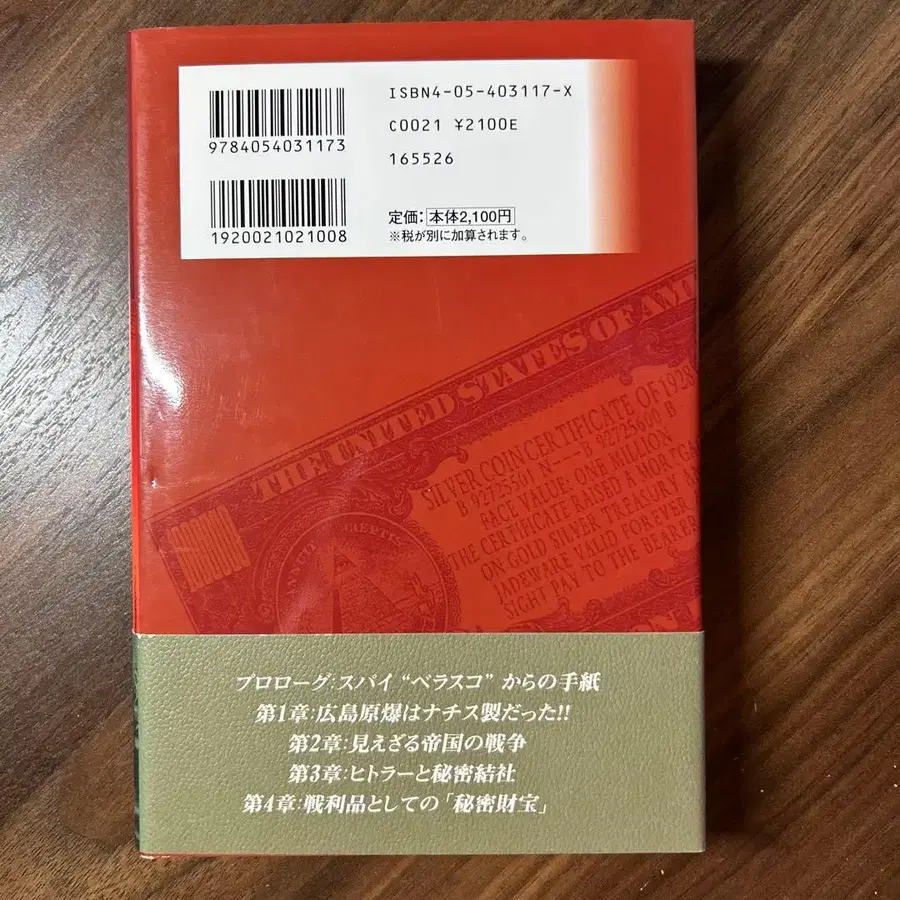 ISBN4-05-403117-X
C0021 ¥2100E
165526
9784054031173
1920021021008
定価:本体2,100円
※税が別に加算されます。
THE UNITED STATES OF AM
SILVER COIN CERTIFICATE OF 1928
B 92725501 N——B 92725600 B
FACE VALUE: ONE MILLION
THE CERTIFICATE RAISED A MORTGA
ON GOLD SILVER TREASURY
JADEWARE VALID FOREVER
SIGHT PAY TO THE BEARER
ANNUIT CŒPTIS
プロローグ:スパイ“ベラスコ”からの手紙
第1章:広島原爆はナチス製だった!!
第2章:見えざる帝国の戦争
第3章:ヒトラーと秘密結社
第4章:戦利品としての「秘密財宝」